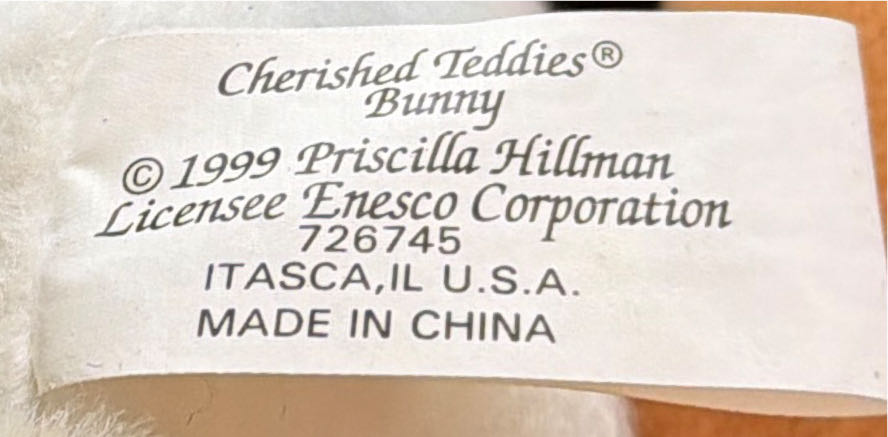 Cherished Teddies®
Bunny
© 1999 Priscilla Hillman
Licensee Enesco Corporation
726745
ITASCA,IL U.S.A.
MADE IN CHINA